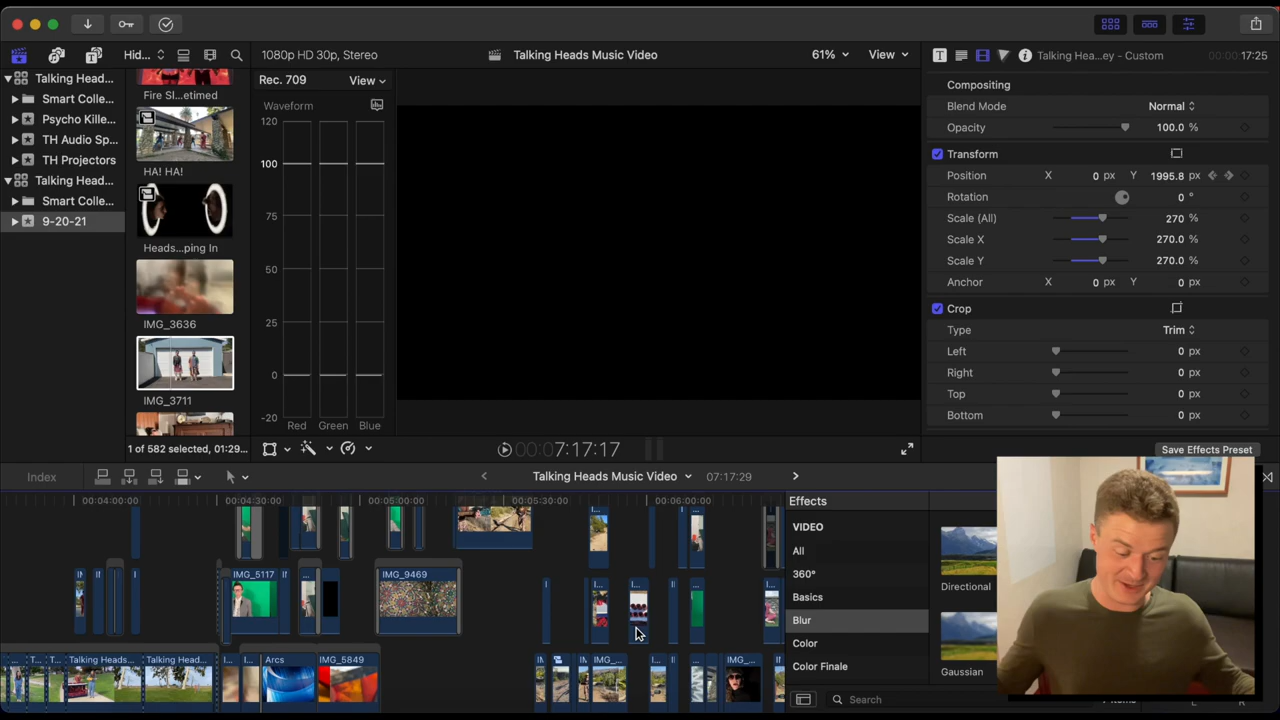 Hid...
1080p HD 30p, Stereo
Talking Heads Music Video
61%
View
Talking Hea...ey - Custom
00:00:17:25
Talking Head...
Smart Colle...
Psycho Kille...
TH Audio Sp...
TH Projectors
Talking Head...
Smart Colle...
9-20-21
Fire Sl...etimed
HA! HA!
Heads...ping In
IMG_3636
IMG_3711
1 of 582 selected, 01:29...
Rec. 709
View
Waveform
120
100
75
50
25
0
-20
Red
Green
Blue
00:00:7:17:17
Compositing
Blend Mode
Normal
Opacity
100.0 %
Transform
Position X 0 px Y 1995.8 px
Rotation
0 °
Scale (All)
270 %
Scale X
270.0 %
Scale Y
270.0 %
Anchor X 0 px Y 0 px
Crop
Type
Trim
Left
0 px
Right
0 px
Top
0 px
Bottom
0 px
Save Effects Preset
Index
Talking Heads Music Video
07:17:29
00:04:00:00
00:04:30:00
00:05:00:00
00:05:30:00
00:06:00:00
IMG_5117
IMG_9469
T...
T...
Talking Heads...
Talking Head...
I...
Arcs
IMG_5849
IMG_...
IMG_...
Effects
VIDEO
All
360°
Basics
Blur
Color
Color Finale
Directional
Gaussian
Search